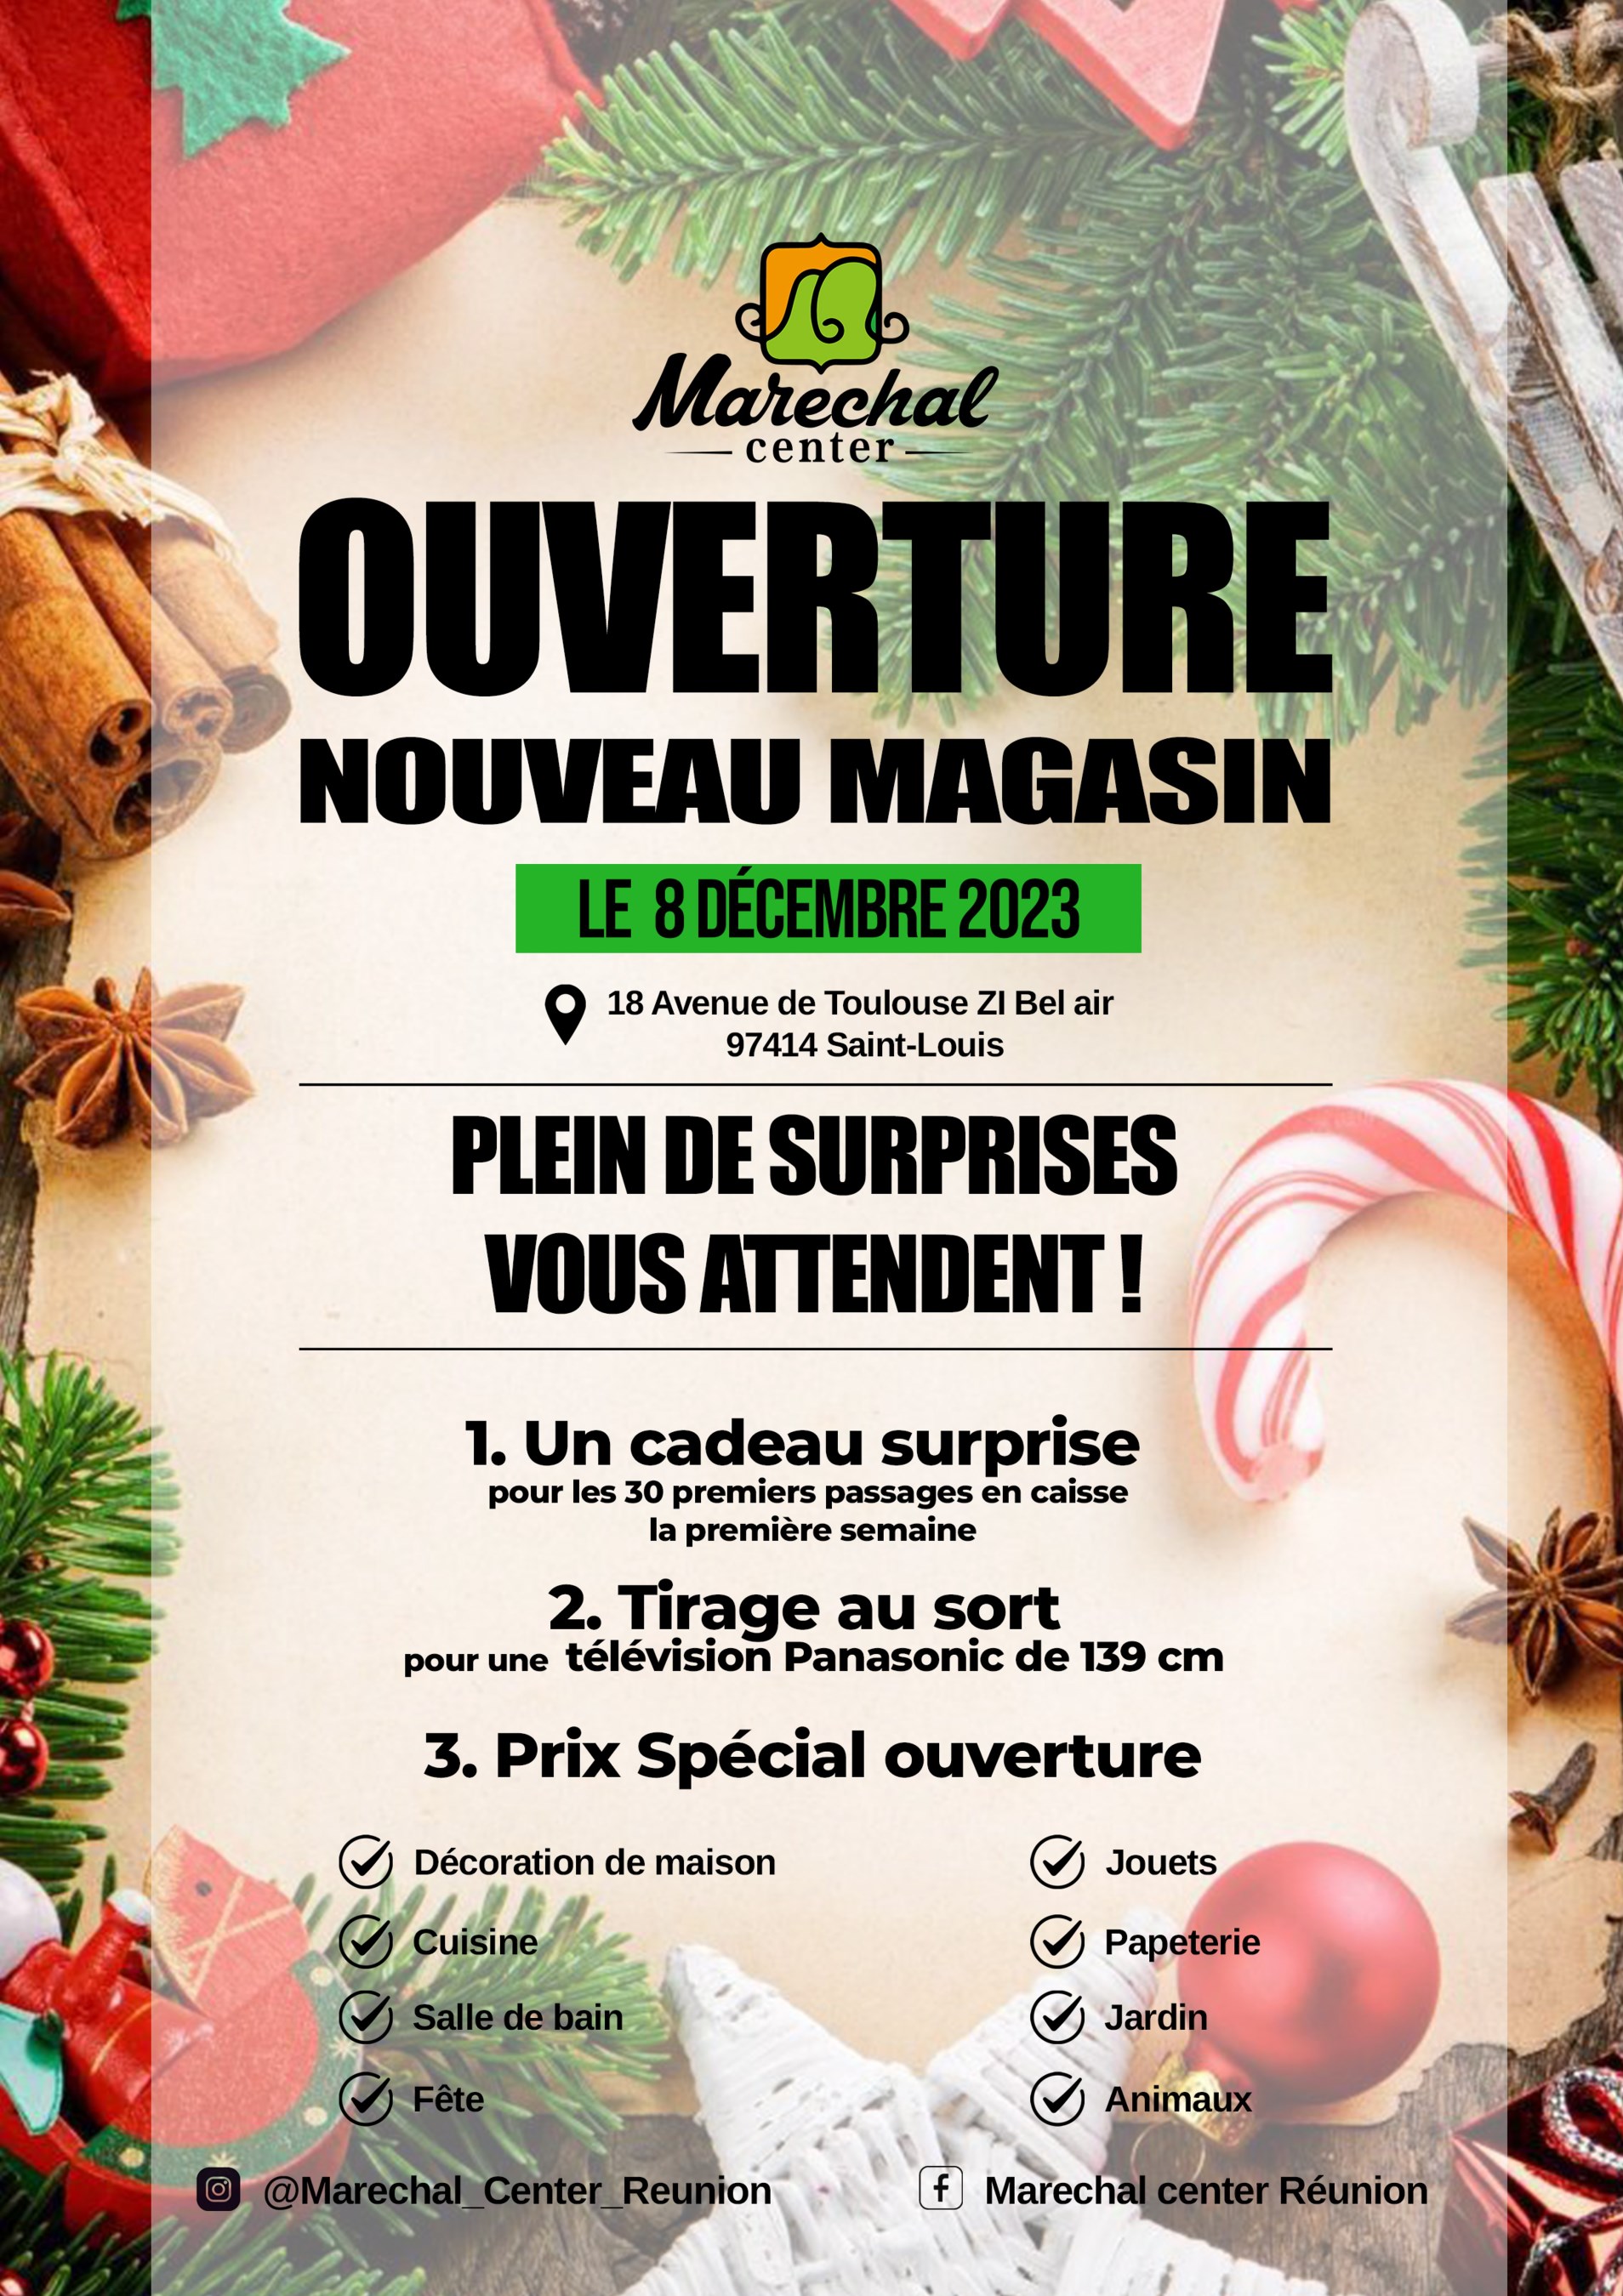 Marechal
center
OUVERTURE
NOUVEAU MAGASIN
LE 8 DÉCEMBRE 2023
18 Avenue de Toulouse ZI Bel air
97414 Saint-Louis
PLEIN DE SURPRISES
VOUS ATTENDENT !
1. Un cadeau surprise
pour les 30 premiers passages en caisse
la première semaine
2. Tirage au sort
pour une télévision Panasonic de 139 cm
3. Prix Spécial ouverture
Décoration de maison
Cuisine
Salle de bain
Fête
Jouets
Papeterie
Jardin
Animaux
@Marechal_Center_Reunion
Marechal center Réunion